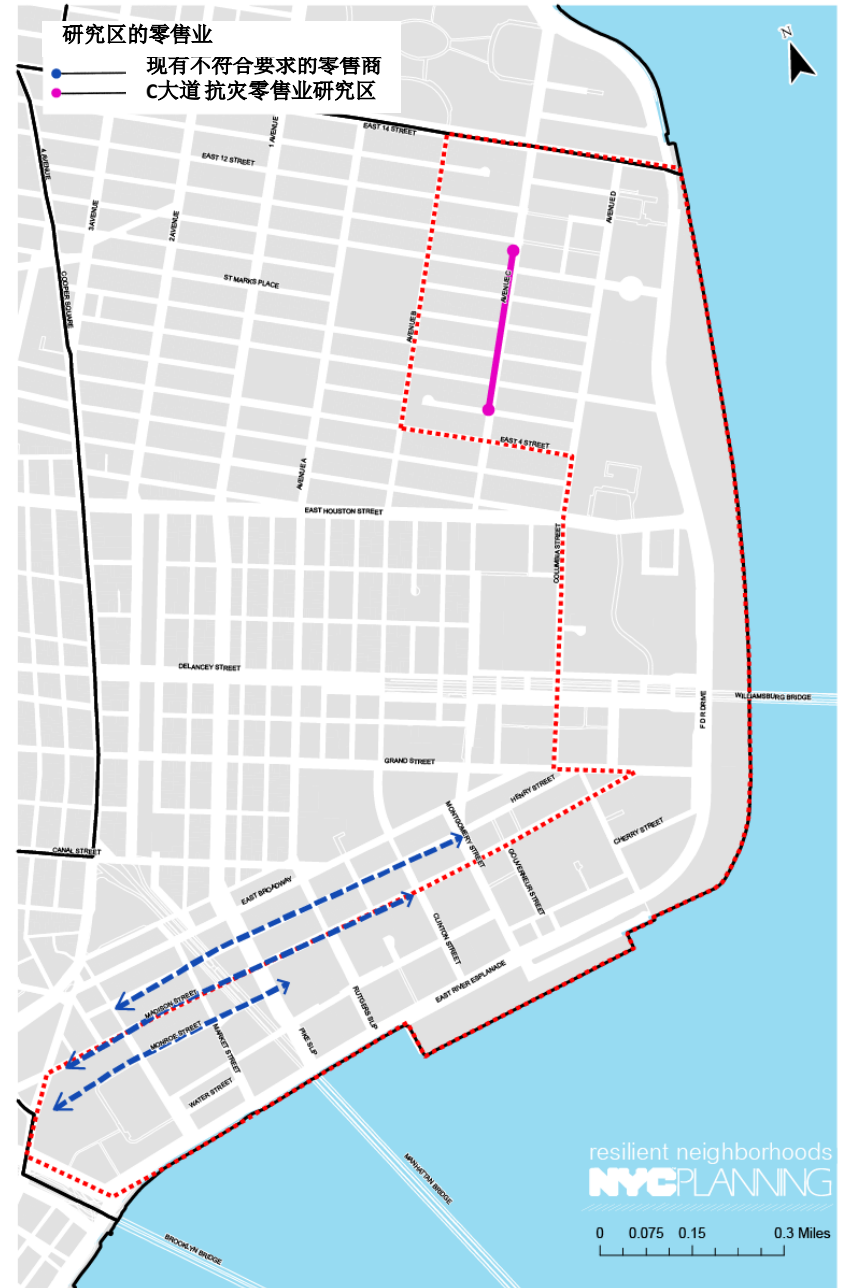 研究区的零售业
现有不符合要求的零售商
C大道 抗灾零售业研究区
N
EAST 14 STREET
1 AVENUE
EAST 12 STREET
4 AVENUE
AVENUE D
3 AVENUE
2 AVENUE
ST MARKS PLACE
COOPER SQUARE
AVENUE C
AVENUE B
EAST 4 STREET
AVENUE A
EAST HOUSTON STREET
COLUMBIA STREET
DELANCEY STREET
F D R DRIVE
WILLIAMSBURG BRIDGE
GRAND STREET
HENRY STREET
MONTGOMERY STREET
CHERRY STREET
CANAL STREET
GOUVERNEUR STREET
EAST BROADWAY
CLINTON STREET
EAST RIVER ESPLANADE
MADISON STREET
RUTGERS SLIP
MONROE STREET
MARKET STREET
PIKE SLIP
WATER STREET
MANHATTAN BRIDGE
BROOKLYN BRIDGE
resilient neighborhoods
NYCPLANNING
0 0.075 0.15 0.3 Miles